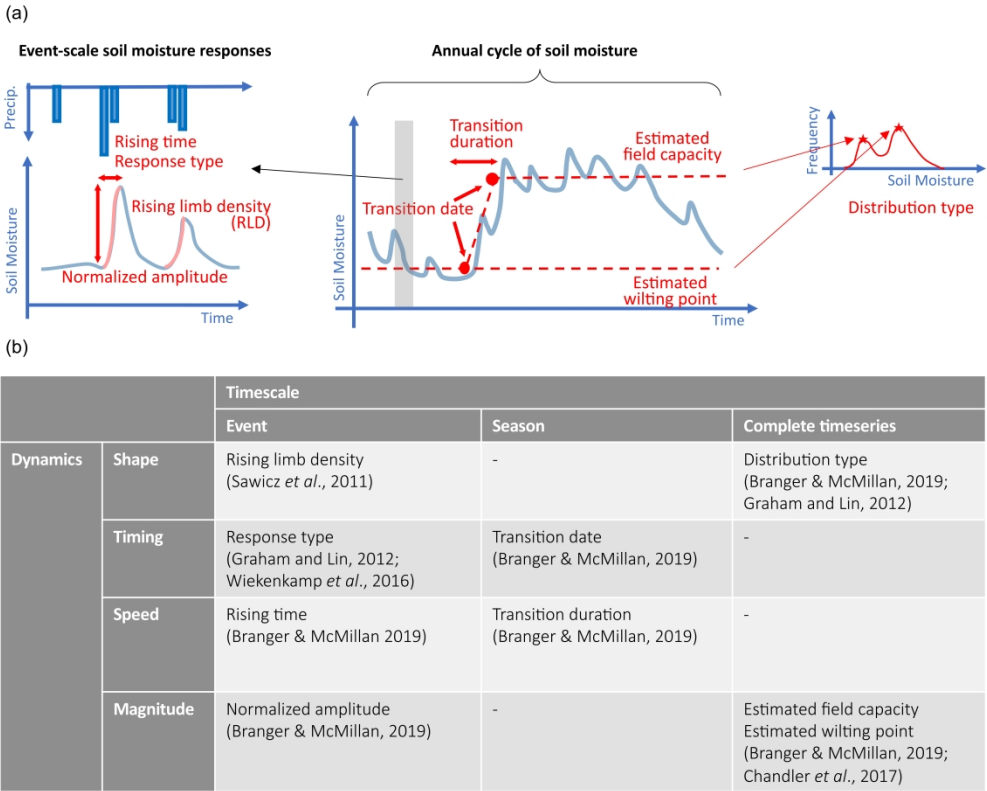 (a)
Event-scale soil moisture responses
Annual cycle of soil moisture
Precip.
Rising time
Response type
Soil Moisture
Rising limb density
(RLD)
Normalized amplitude
Time
Soil Moisture
Transition
duration
Transition date
Estimated
field capacity
Estimated
wilting point
Time
Frequency
Soil Moisture
Distribution type
(b)
Timescale
Event
Season
Complete timeseries
Dynamics
Shape
Rising limb density
(Sawicz et al., 2011)
-
Distribution type
(Branger & McMillan, 2019;
Graham and Lin, 2012)
Timing
Response type
(Graham and Lin, 2012;
Wiekenkamp et al., 2016)
Transition date
(Branger & McMillan, 2019)
-
Speed
Rising time
(Branger & McMillan 2019)
Transition duration
(Branger & McMillan, 2019)
-
Magnitude
Normalized amplitude
(Branger & McMillan, 2019)
-
Estimated field capacity
Estimated wilting point
(Branger & McMillan, 2019;
Chandler et al., 2017)